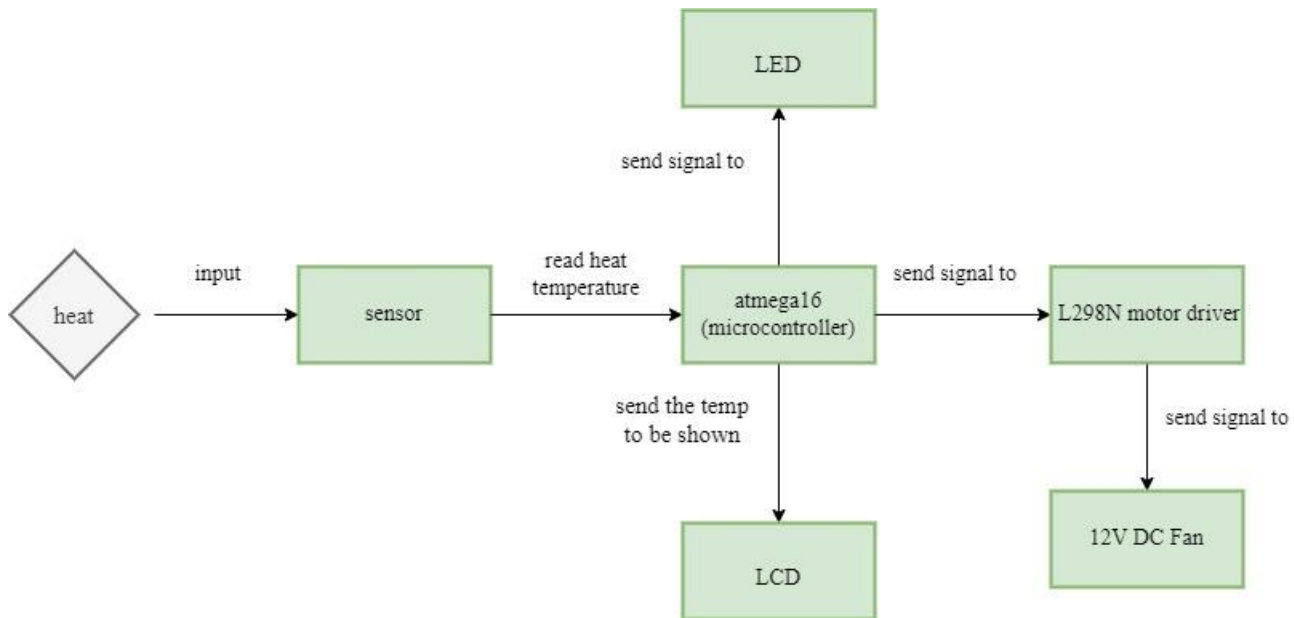 LED
send signal to
heat
input
sensor
read heat
temperature
atmega16
(microcontroller)
send signal to
L298N motor driver
send the temp
to be shown
send signal to
LCD
12V DC Fan